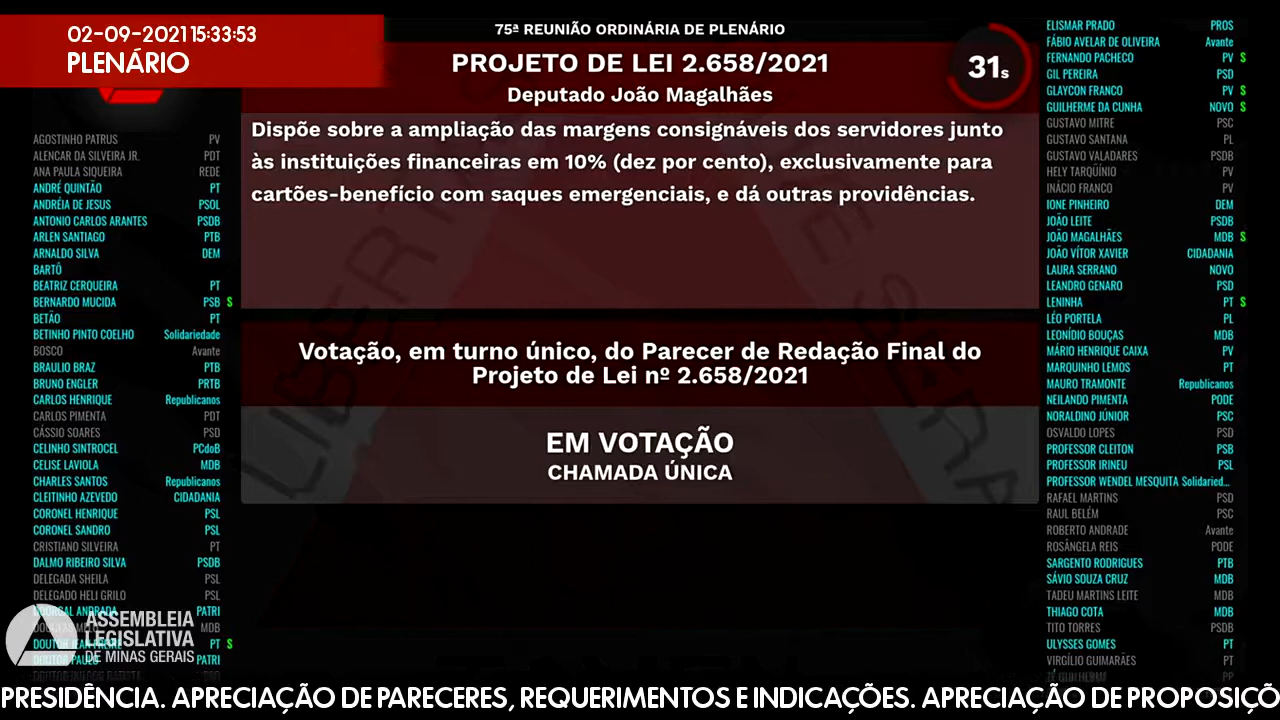 02-09-2021 15:33:53
PLENÁRIO
75ª REUNIÃO ORDINÁRIA DE PLENÁRIO
PROJETO DE LEI 2.658/2021
Deputado João Magalhães
31s
Dispõe sobre a ampliação das margens consignáveis dos servidores junto
às instituições financeiras em 10% (dez por cento), exclusivamente para
cartões-benefício com saques emergenciais, e dá outras providências.
Votação, em turno único, do Parecer de Redação Final do
Projeto de Lei nº 2.658/2021
EM VOTAÇÃO
CHAMADA ÚNICA
AGOSTINHO PATRUS PV
ALENCAR DA SILVEIRA JR. PDT
ANA PAULA SIQUEIRA REDE
ANDRÉ QUINTÃO PT
ANDRÉIA DE JESUS PSOL
ANTONIO CARLOS ARANTES PSDB
ARLEN SANTIAGO PTB
ARNALDO SILVA DEM
BARTÔ
BEATRIZ CERQUEIRA PT
BERNARDO MUCIDA PSB S
BETÃO PT
BETINHO PINTO COELHO Solidariedade
BOSCO Avante
BRAULIO BRAZ PTB
BRUNO ENGLER PRTB
CARLOS HENRIQUE Republicanos
CARLOS PIMENTA PDT
CÁSSIO SOARES PSD
CELINHO SINTROCEL PCdoB
CELISE LAVIOLA MDB
CHARLES SANTOS Republicanos
CLEITINHO AZEVEDO CIDADANIA
CORONEL HENRIQUE PSL
CORONEL SANDRO PSL
CRISTIANO SILVEIRA PT
DALMO RIBEIRO SILVA PSDB
DELEGADA SHEILA PSL
DELEGADO HELI GRILO PSL
DOORGAL ANDRADA PATRI
DOUGLAS MELO MDB
DOUTOR JEAN FREIRE PT S
DOUTOR PAULO PATRI
ELISMAR PRADO PROS
FÁBIO AVELAR DE OLIVEIRA Avante
FERNANDO PACHECO PV S
GIL PEREIRA PSD
GLAYCON FRANCO PV S
GUILHERME DA CUNHA NOVO S
GUSTAVO MITRE PSC
GUSTAVO SANTANA PL
GUSTAVO VALADARES PSDB
HELY TARQÜÍNIO PV
INÁCIO FRANCO PV
IONE PINHEIRO DEM
JOÃO LEITE PSDB
JOÃO MAGALHÃES MDB S
JOÃO VÍTOR XAVIER CIDADANIA
LAURA SERRANO NOVO
LEANDRO GENARO PSD
LENINHA PT S
LÉO PORTELA PL
LEONÍDIO BOUÇAS MDB
MÁRIO HENRIQUE CAIXA PV
MARQUINHO LEMOS PT
MAURO TRAMONTE Republicanos
NEILANDO PIMENTA PODE
NORALDINO JÚNIOR PSC
OSVALDO LOPES PSD
PROFESSOR CLEITON PSB
PROFESSOR IRINEU PSL
PROFESSOR WENDEL MESQUITA Solidaried...
RAFAEL MARTINS PSD
RAUL BELÉM PSC
ROBERTO ANDRADE Avante
ROSÂNGELA REIS PODE
SARGENTO RODRIGUES PTB
SÁVIO SOUZA CRUZ MDB
TADEU MARTINS LEITE MDB
THIAGO COTA MDB
TITO TORRES PSDB
ULYSSES GOMES PT
VIRGÍLIO GUIMARÃES PT
ZÉ GUILHERME PP
ASSEMBLEIA
LEGISLATIVA
DE MINAS GERAIS
PRESIDÊNCIA. APRECIAÇÃO DE PARECERES, REQUERIMENTOS E INDICAÇÕES. APRECIAÇÃO DE PROPOSIÇÕ